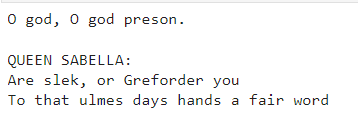 O god, O god preson.
QUEEN SABELLA:
Are slek, or Greforder you
To that ulmes days hands a fair word